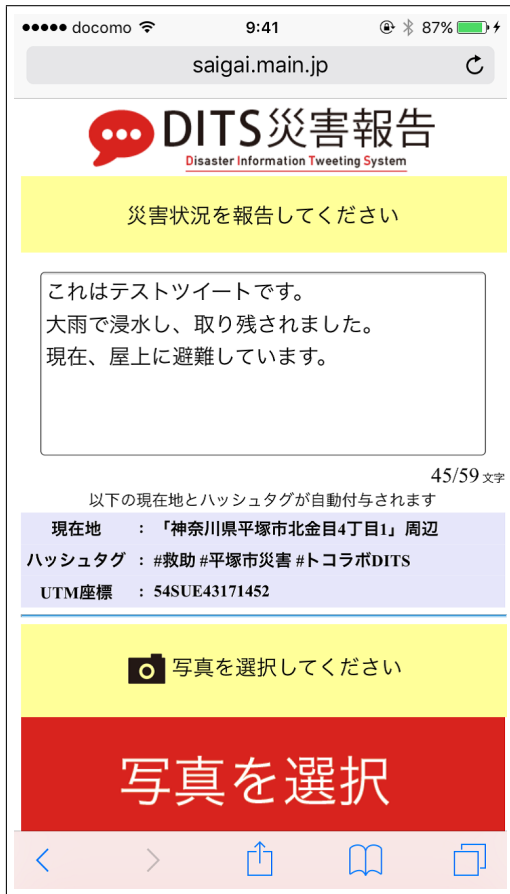 docomo 9:41 87%
saigai.main.jp
DITS災害報告
Disaster Information Tweeting System
災害状況を報告してください
これはテストツイートです。
大雨で浸水し、取り残されました。
現在、屋上に避難しています。
45/59 文字
以下の現在地とハッシュタグが自動付与されます
現在地 : 「神奈川県平塚市北金目4丁目1」周辺
ハッシュタグ : #救助 #平塚市災害 #トコラボDITS
UTM座標 : 54SUE43171452
写真を選択してください
写真を選択